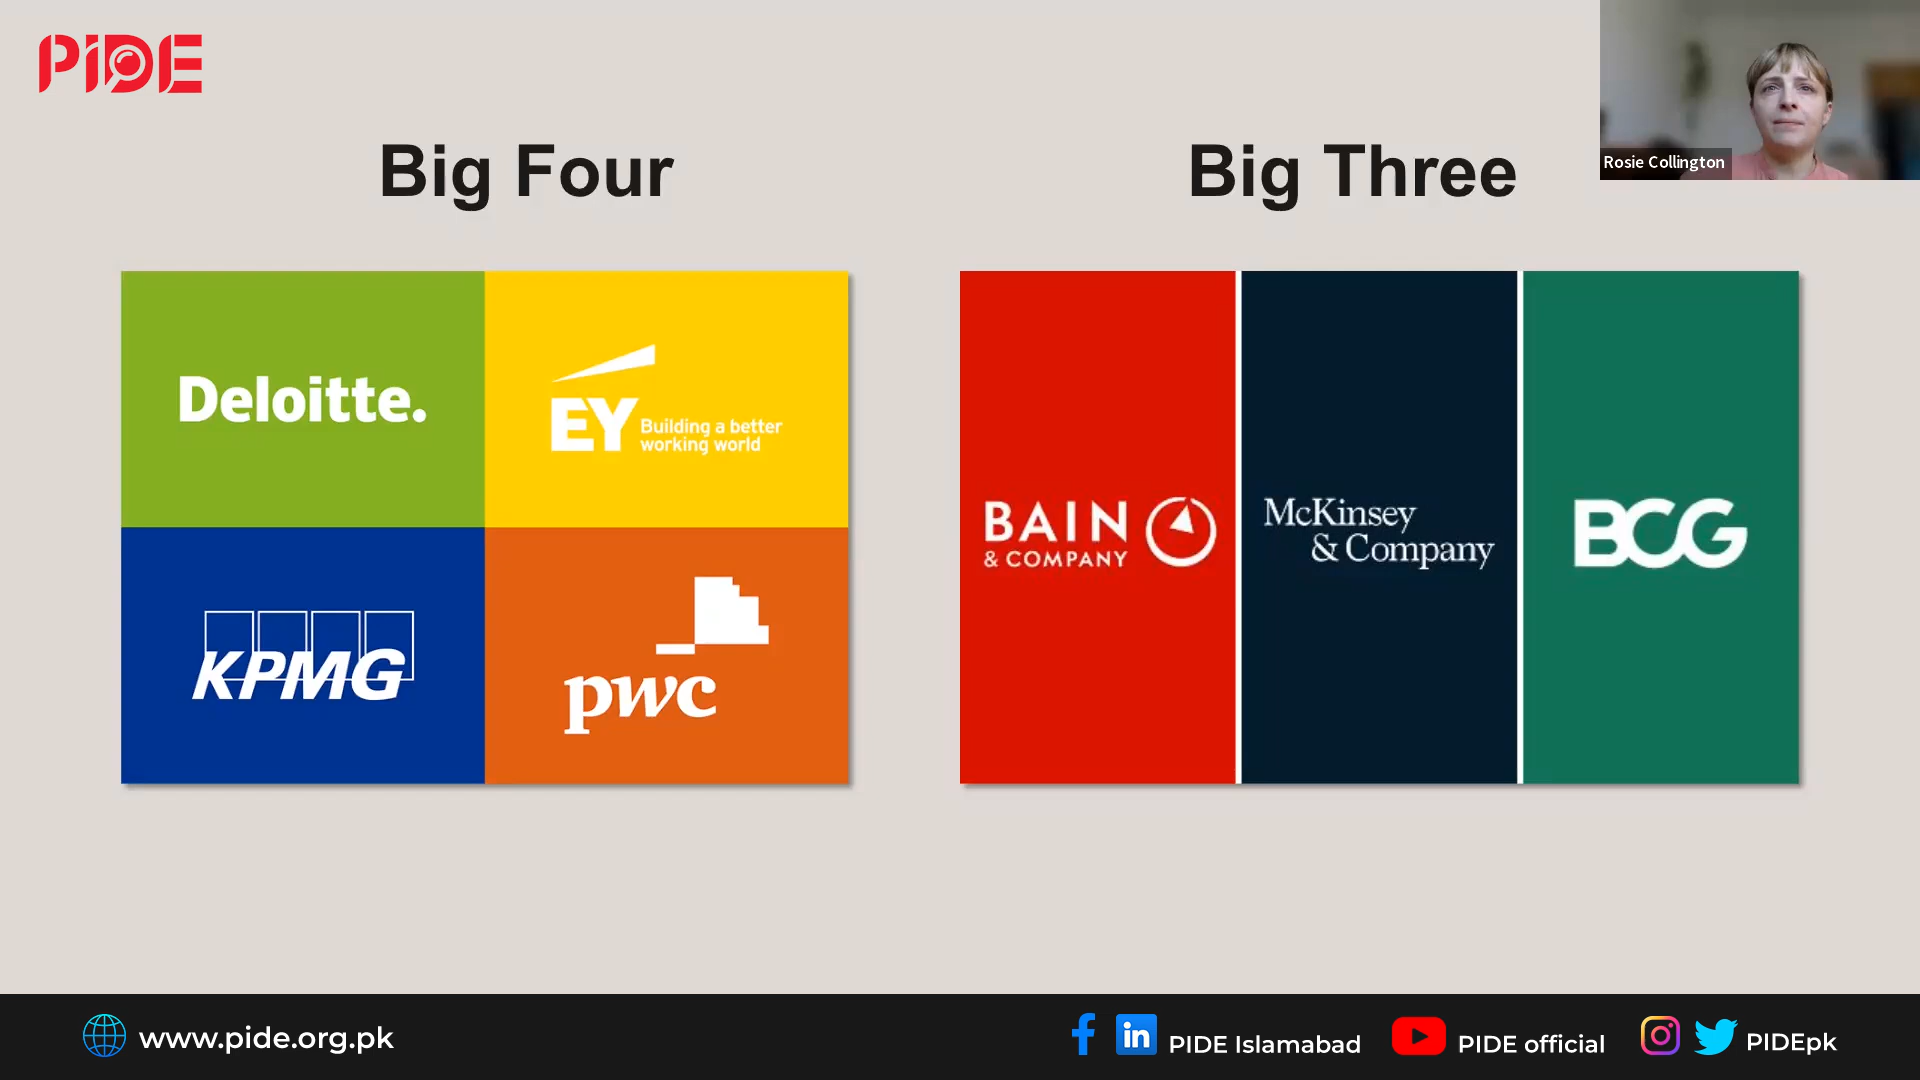 PIDE
Rosie Collington
Big Four
Big Three
Deloitte.
EY
Building a better
working world
KPMG
pwc
BAIN
& COMPANY
McKinsey
& Company
BCG
www.pide.org.pk
PIDE Islamabad
PIDE official
PIDEpk